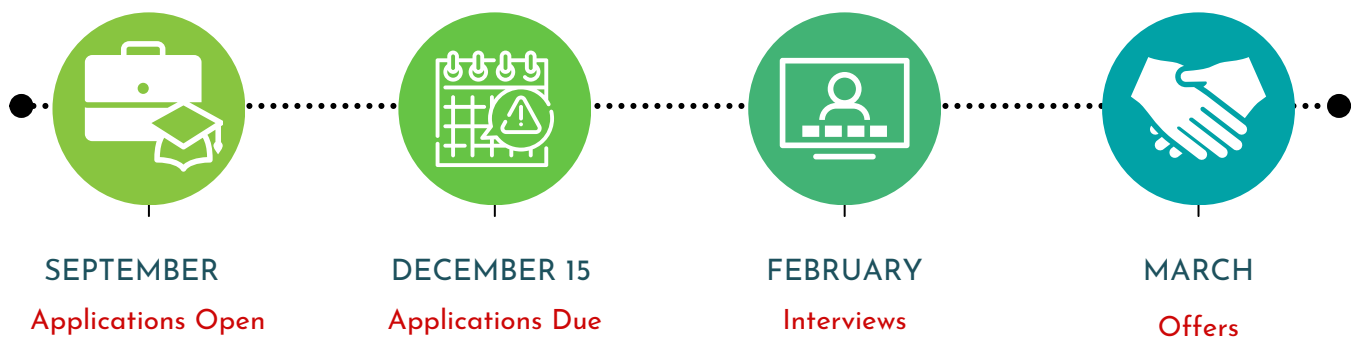 SEPTEMBER
Applications Open
DECEMBER 15
Applications Due
FEBRUARY
Interviews
MARCH
Offers